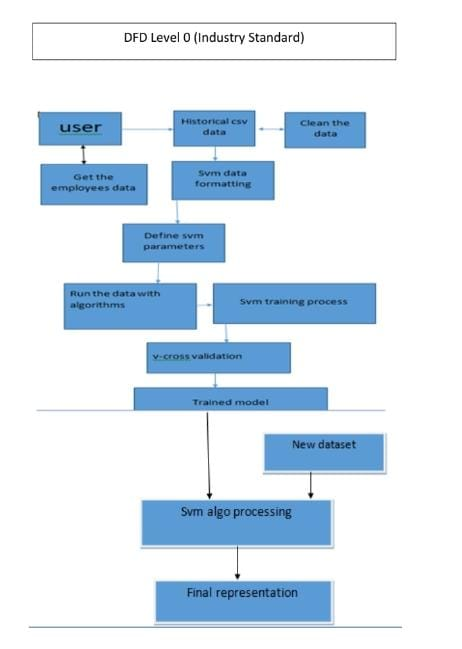 DFD Level 0 (Industry Standard)
user
Historical csv
data
Clean the
data
Get the
employees data
Svm data
formatting
Define svm
parameters
Run the data with
algorithms
Svm training process
v-cross validation
Trained model
New dataset
Svm algo processing
Final representation